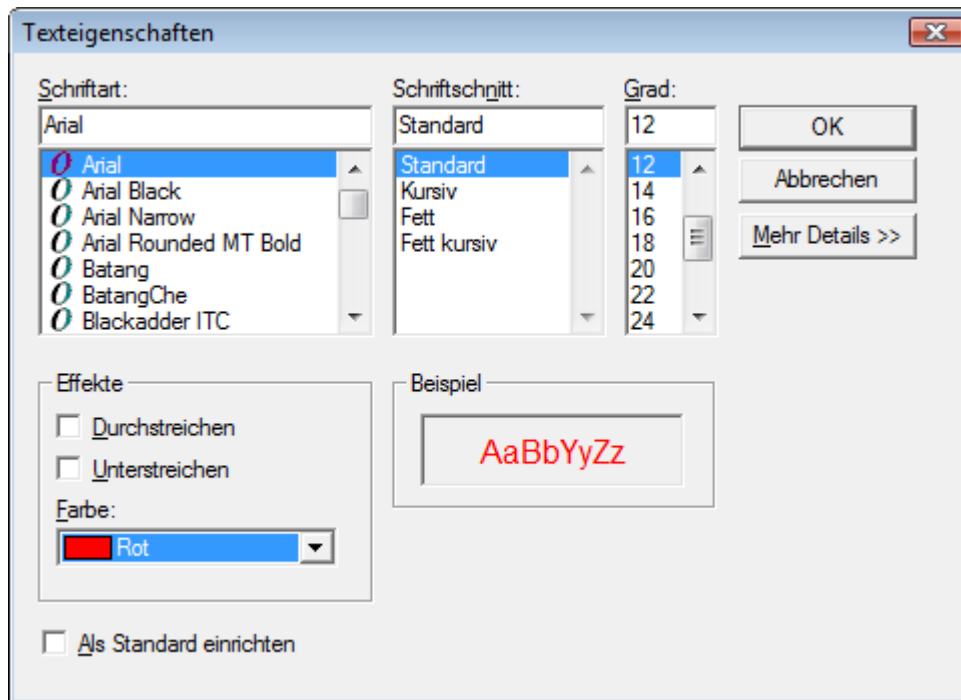 Texteigenschaften
Schriftart:
Arial
Arial
Arial Black
Arial Narrow
Arial Rounded MT Bold
Batang
BatangChe
Blackadder ITC
Schriftschnitt:
Standard
Standard
Kursiv
Fett
Fett kursiv
Grad:
12
12
14
16
18
20
22
24
OK
Abbrechen
Mehr Details >>
Effekte
Durchstreichen
Unterstreichen
Farbe:
Rot
Beispiel
AaBbYyZz
Als Standard einrichten